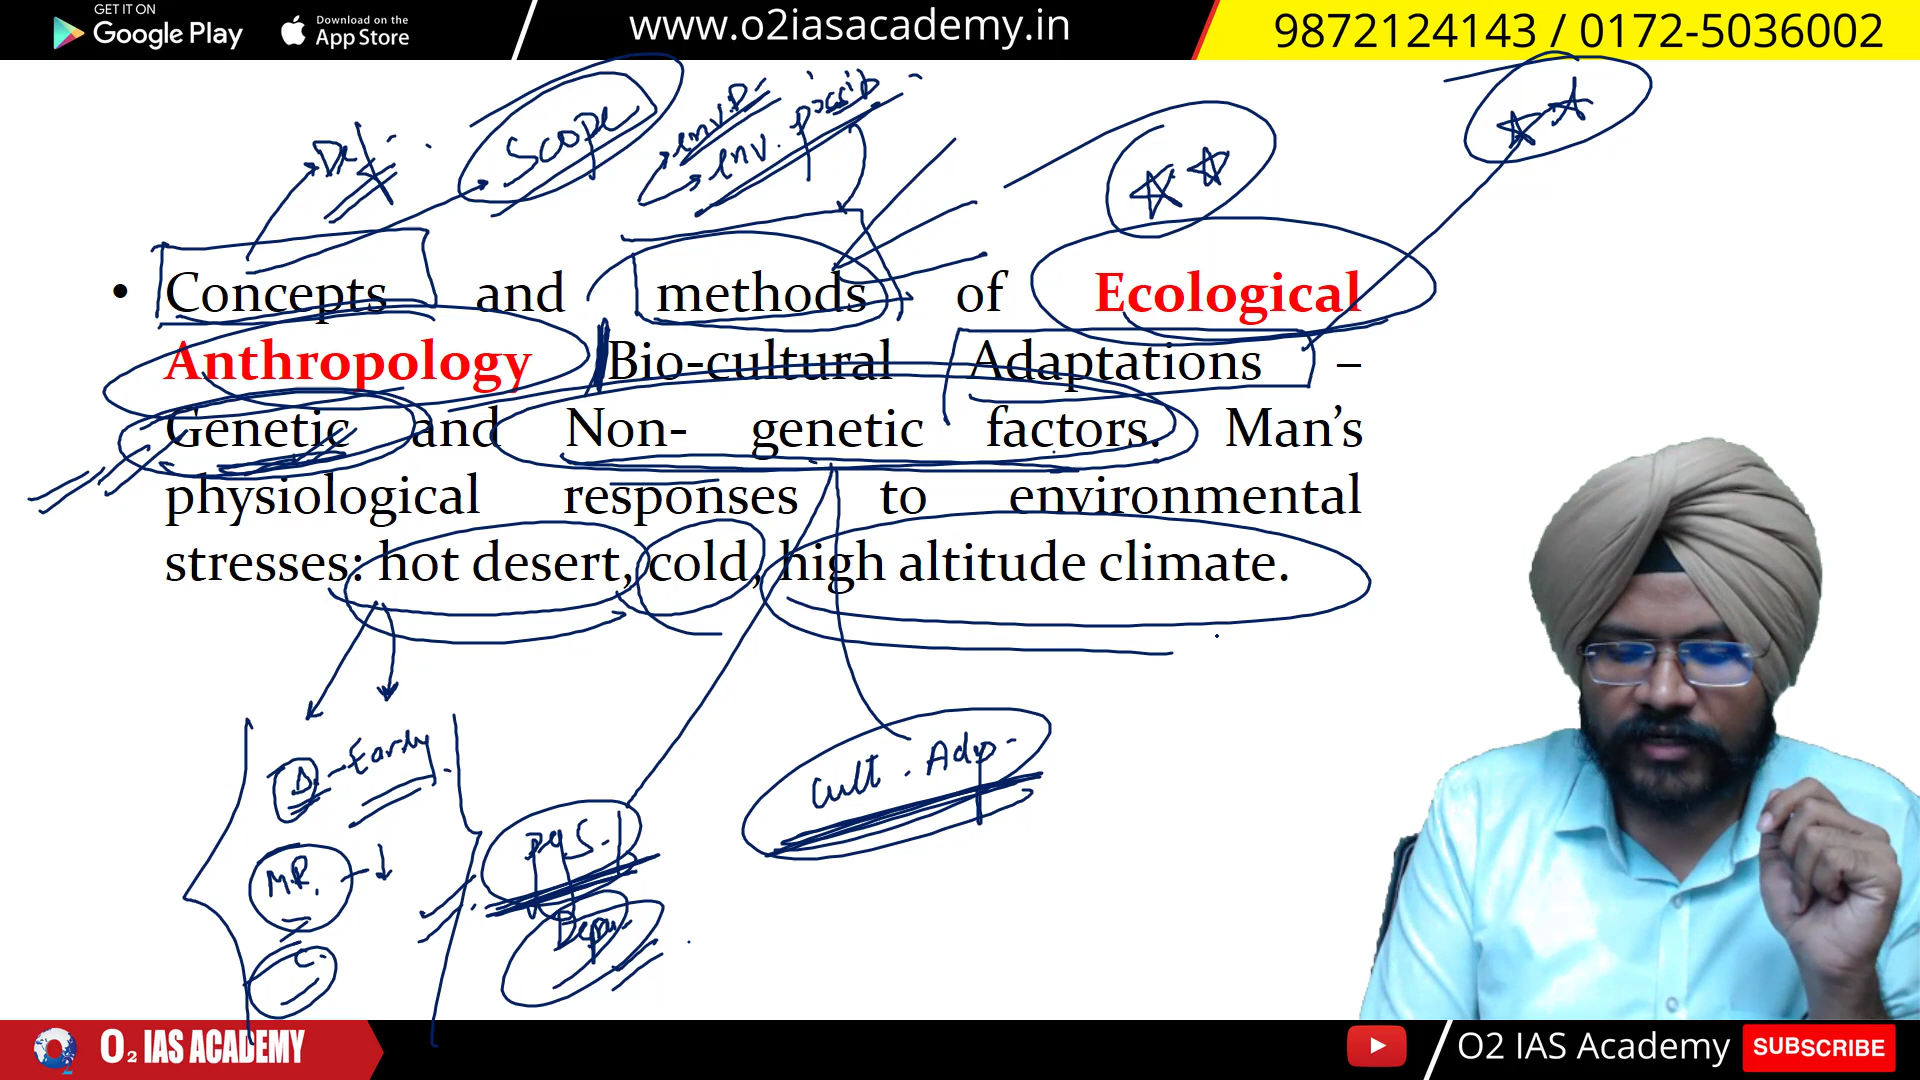 GET IT ON
Google Play
Download on the
App Store
www.o2iasacademy.in
9872124143 / 0172-5036002
Def
Scope
env. D
env. possib
• Concepts and methods of Ecological
Anthropology Bio-cultural Adaptations –
Genetic and Non- genetic factors. Man's
physiological responses to environmental
stresses: hot desert, cold, high altitude climate.
D - Early
M.R. - ↓
C.
Cult. Adp -
O₂ IAS ACADEMY
O2 IAS Academy
SUBSCRIBE